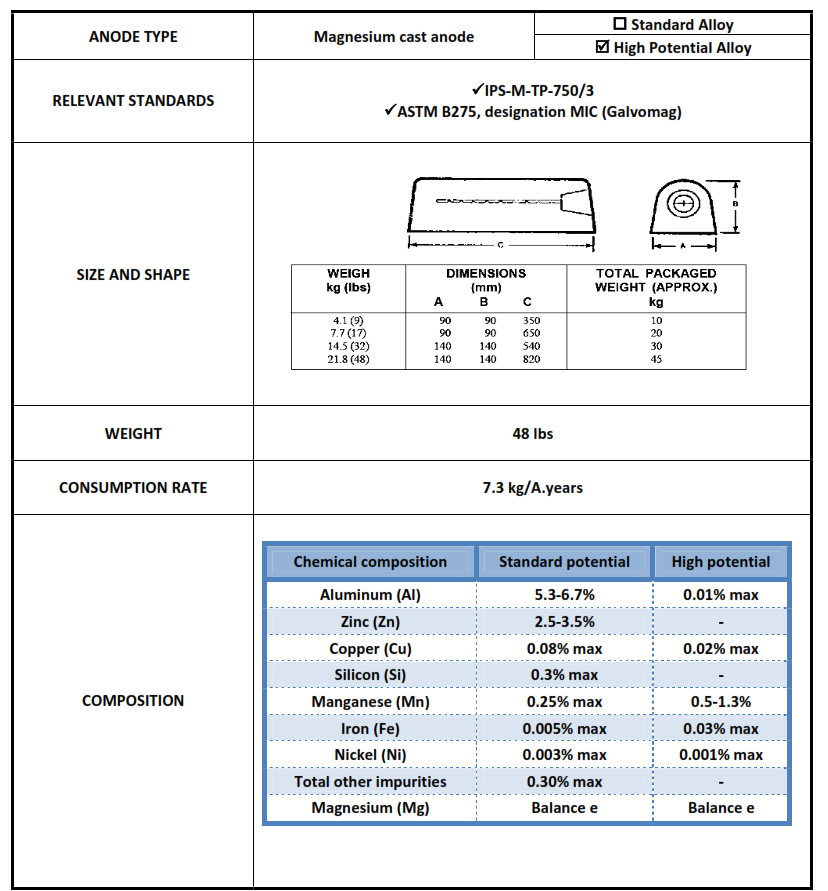 ANODE TYPE
Magnesium cast anode
☐ Standard Alloy
☑ High Potential Alloy
RELEVANT STANDARDS
✓IPS-M-TP-750/3
✓ASTM B275, designation MIC (Galvomag)
SIZE AND SHAPE
B
C
A
WEIGH DIMENSIONS TOTAL PACKAGED
kg (lbs) (mm) WEIGHT (APPROX.)
A B C kg
4.1 (9) 90 90 350 10
7.7 (17) 90 90 650 20
14.5 (32) 140 140 540 30
21.8 (48) 140 140 820 45
WEIGHT
48 lbs
CONSUMPTION RATE
7.3 kg/A.years
COMPOSITION
Chemical composition Standard potential High potential
Aluminum (Al) 5.3-6.7% 0.01% max
Zinc (Zn) 2.5-3.5% -
Copper (Cu) 0.08% max 0.02% max
Silicon (Si) 0.3% max -
Manganese (Mn) 0.25% max 0.5-1.3%
Iron (Fe) 0.005% max 0.03% max
Nickel (Ni) 0.003% max 0.001% max
Total other impurities 0.30% max -
Magnesium (Mg) Balance e Balance e